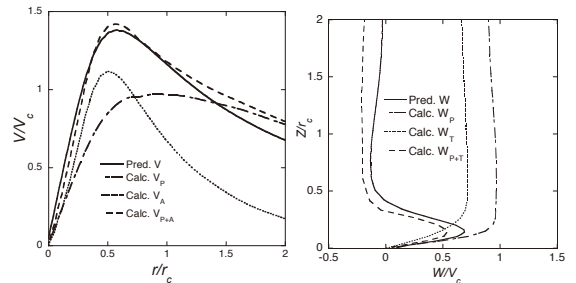 1.5
1
0.5
0
V/V_c
Pred. V
Calc. V_P
Calc. V_A
Calc. V_P+A
0 0.5 1 1.5 2
r/r_c
2
1.5
1
0.5
0
Z/r_c
Pred. W
Calc. W_P
Calc. W_T
Calc. W_P+T
-0.5 0 0.5 1 1.5
W/V_c